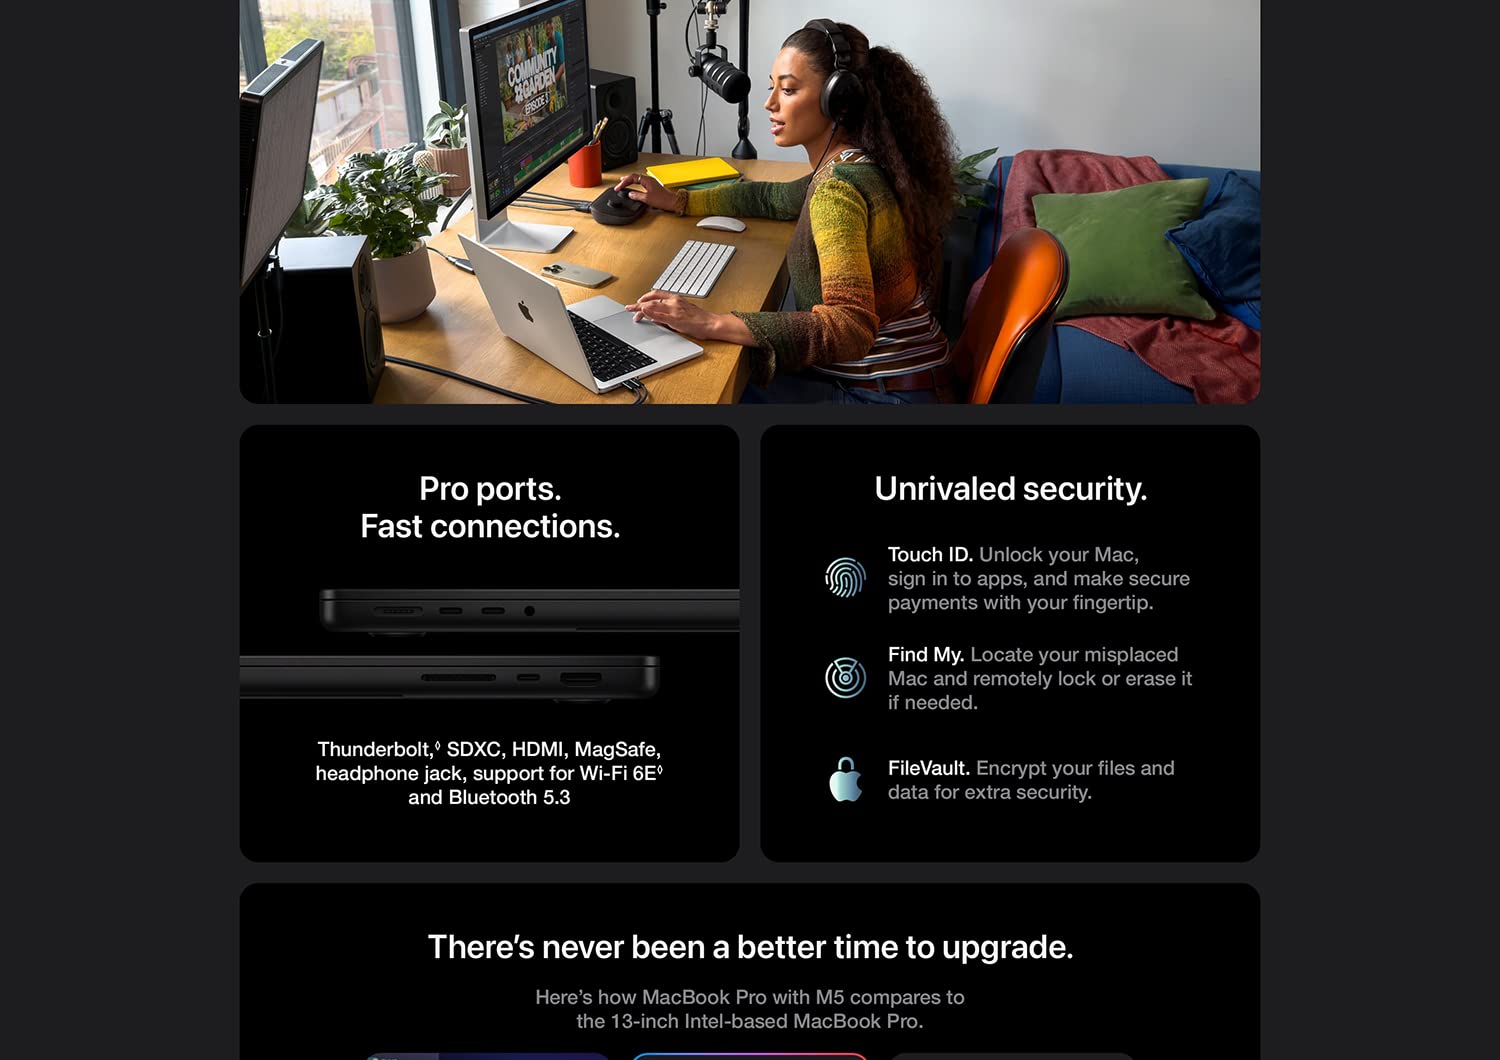 COMMUNITY
GARDEN
EPISODE 8
Pro ports.
Fast connections.
Thunderbolt,◊ SDXC, HDMI, MagSafe,
headphone jack, support for Wi-Fi 6E◊
and Bluetooth 5.3
Unrivaled security.
Touch ID. Unlock your Mac,
sign in to apps, and make secure
payments with your fingertip.
Find My. Locate your misplaced
Mac and remotely lock or erase it
if needed.
FileVault. Encrypt your files and
data for extra security.
There’s never been a better time to upgrade.
Here’s how MacBook Pro with M5 compares to
the 13-inch Intel-based MacBook Pro.